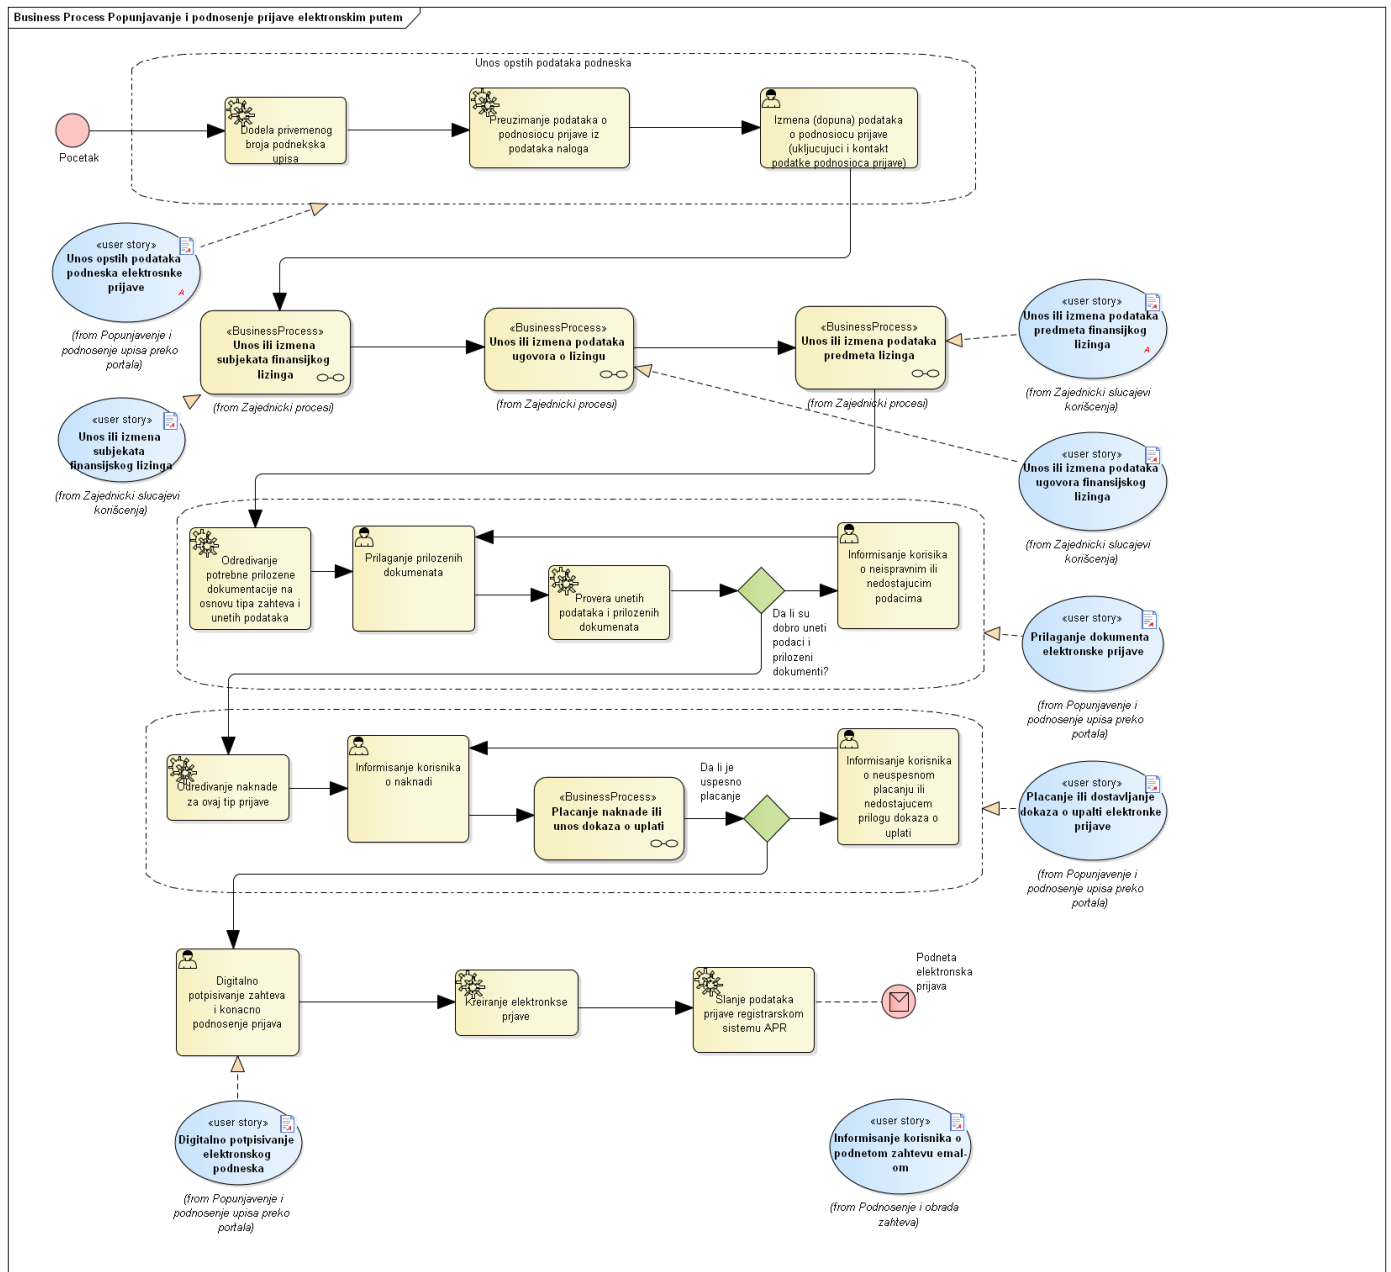 Business Process Popunjavanje i podnosenje prijave elektronskim putem
Unos opstih podataka podneska
Pocetak
Dodela privemenog
broja podnekska
upisa
Preuzimanje podataka o
podnosiocu prijave iz
podataka naloga
Izmena (dopuna) podataka
o podnosiocu prijave
(ukljucujuci i kontakt
podatke podnosioca prijave)
«user story»
Unos opstih podataka
podneska elektrosnke
prijave
A
(from Popunjavenje i
podnosenje upisa preko
portala)
«BusinessProcess»
Unos ili izmena
subjekata finansijkog
lizinga
(from Zajednicki procesi)
«BusinessProcess»
Unos ili izmena podataka
ugovora o lizingu
(from Zajednicki procesi)
«BusinessProcess»
Unos ili izmena podataka
predmeta lizinga
(from Zajednicki procesi)
«user story»
Unos ili izmena podataka
predmeta finansijkog
lizinga
A
(from Zajednicki slucajevi
korišcenja)
«user story»
Unos ili izmena
subjekata
finansijskog lizinga
(from Zajednicki slucajevi
korišcenja)
«user story»
Unos ili izmena podataka
ugovora finansijskog
lizinga
(from Zajednicki slucajevi
korišcenja)
Odredivanje
potrebne prilozene
dokumentacije na
osnovu tipa zahteva i
unetih podataka
Prilaganje prilozenih
dokumenata
Provera unetih
podataka i prilozenih
dokumenata
Da li su
dobro uneti
podaci i
prilozeni
dokumenti?
Informisanje korisika
o neispravnim ili
nedostajucim
podacima
«user story»
Prilaganje dokumenta
elektronske prijave
(from Popunjavenje i
podnosenje upisa preko
portala)
Odredivanje naknade
za ovaj tip prijave
Informisanje korisnika
o naknadi
«BusinessProcess»
Placanje naknade ili
unos dokaza o uplati
Da li je
uspesno
placanje
Informisanje korisnika
o neuspesnom
placanju ili
nedostajucem
prilogu dokaza o
uplati
«user story»
Placanje ili dostavljanje
dokaza o upalti elektronke
prijave
(from Popunjavenje i
podnosenje upisa preko
portala)
Digitalno
potpisivanje zahteva
i konacno
podnosenje prijava
Kreiranje elektronkse
prjave
Slanje podataka
prijave registrarskom
sistemu APR
Podneta
elektronska
prijava
«user story»
Digitalno potpisivanje
elektronskog
podneska
(from Popunjavenje i
podnosenje upisa preko
portala)
«user story»
Informisanje korisnika o
podnetom zahtevu emal-
om
(from Podnosenje i obrada
zahteva)